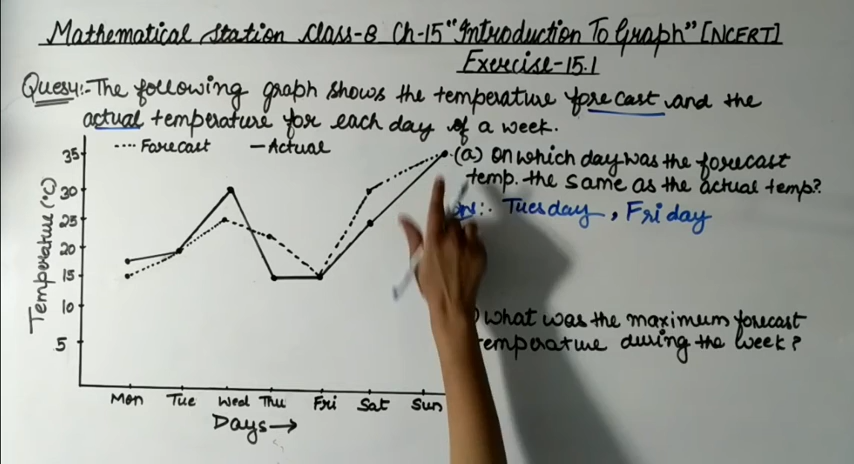 Mathematical Station Class-8 Ch-15 "Introduction To Graph" [NCERT]
Exercise-15.1
Ques4:- The following graph shows the temperature forecast and the
actual temperature for each day of a week.
.... Forecast — Actual
35
30
25
20
15
10
5
Temperature (°C)
Mon Tue Wed Thu Fri Sat Sun
Days→
(a) On which day was the forecast
temp. the same as the actual temp?
Tuesday, Friday
what was the maximum forecast
temperature during the week?